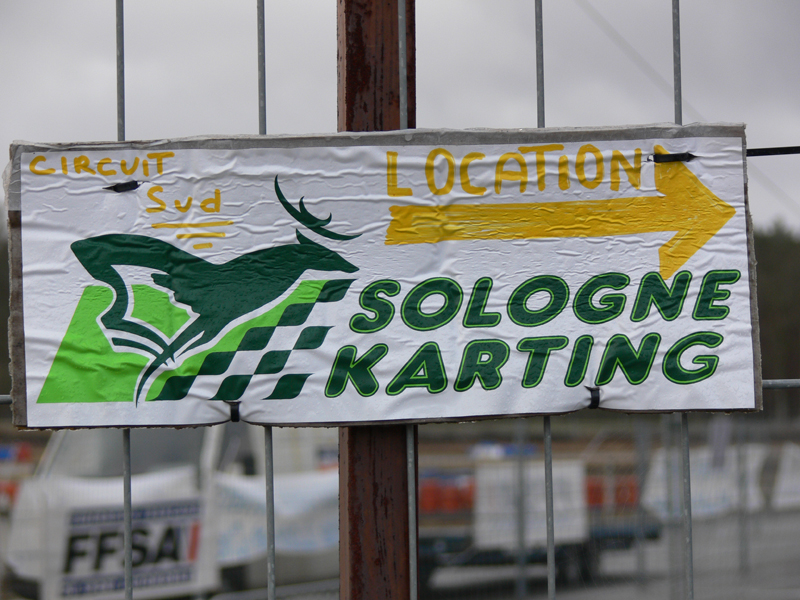 CIRCUIT
Sud
LOCATION
SOLOGNE
KARTING
FFSA